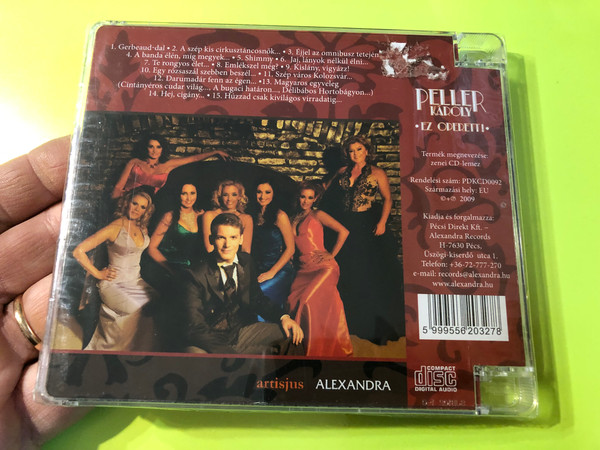 1. Gerbeaud-dal • 2. A szép kis cirkusztáncosnők... • 3. Éjjel az omnibusz tetején
4. A banda élén, míg megyek... • 5. Shimmy • 6. Jaj, lányok nélkül élni...
7. Te rongyos élet... • 8. Emlékszel még? • 9. Kislány, vigyázz!
10. Egy rózsaszál szebben beszél... • 11. Szép város Kolozsvár...
12. Darumadár fenn az égen... • 13. Magyaros egyveleg
(Cintányéros cudar világ..., A bugaci határon..., Délibábos Hortobágyon...)
14. Hej, cigány... • 15. Húzzad csak kivilágos virradatig...
PELLER
KÁROLY
• EZ OPERETT! •
Termék megnevezése:
zenei CD-lemez
Rendelési szám: PDKCD0092
Származási hely: EU
©+℗ 2009
Kiadja és forgalmazza:
Pécsi Direkt Kft. –
Alexandra Records
H-7630 Pécs,
Üszögi-kiserdő utca 1.
Telefon: +36-72-777-270
e-mail: records@alexandra.hu
www.alexandra.hu
5 999556 203278
artisjus ALEXANDRA
COMPACT
disc
DIGITAL AUDIO